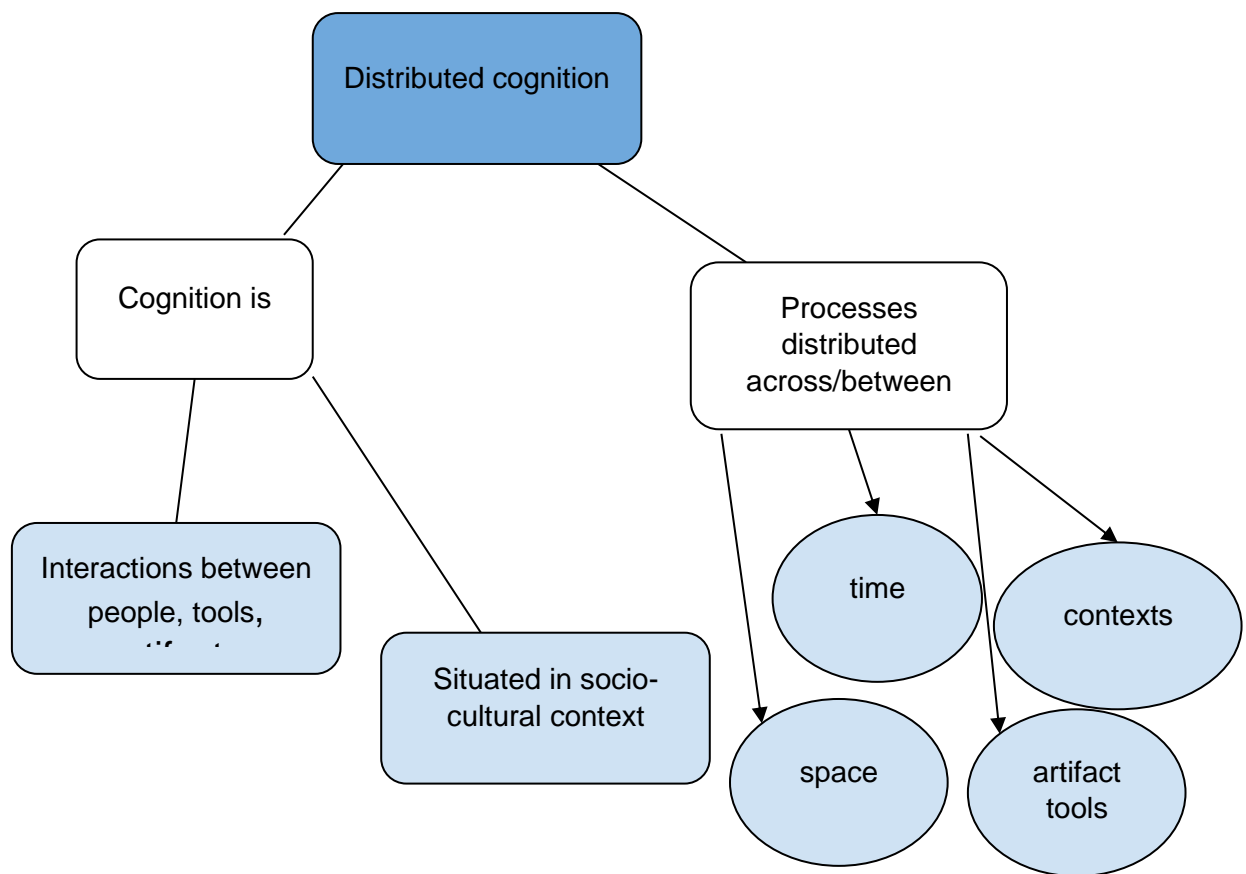 Distributed cognition
Cognition is
Processes
distributed
across/between
Interactions between
people, tools,
time
contexts
Situated in socio-
cultural context
space
artifact
tools